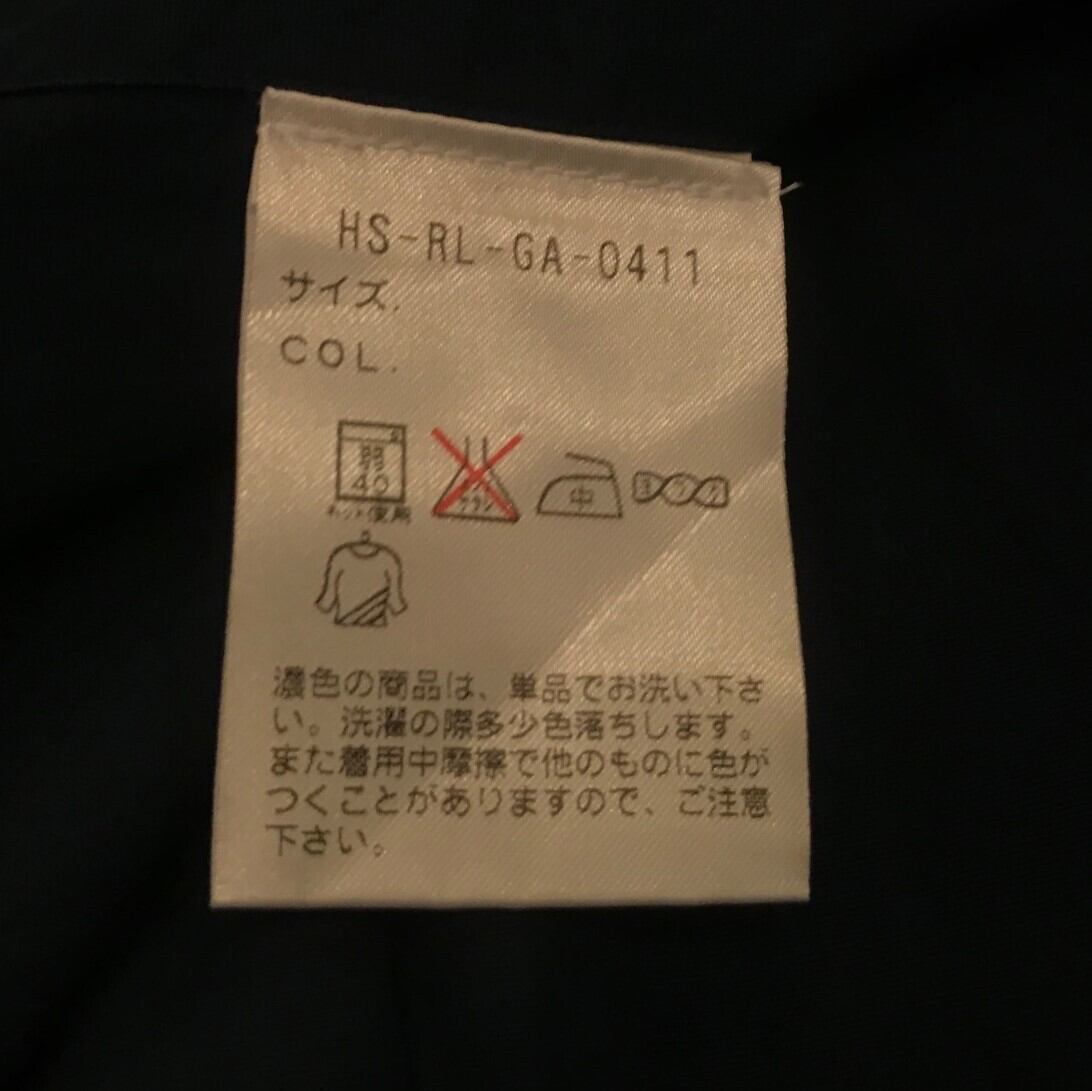 HS-RL-GA-0411
サイズ.
COL.
弱
40
中
ヨワク
ネット使用
濃色の商品は、単品でお洗い下さ
い。洗濯の際多少色落ちします。
また着用中摩擦で他のものに色が
つくことがありますので、ご注意
下さい。